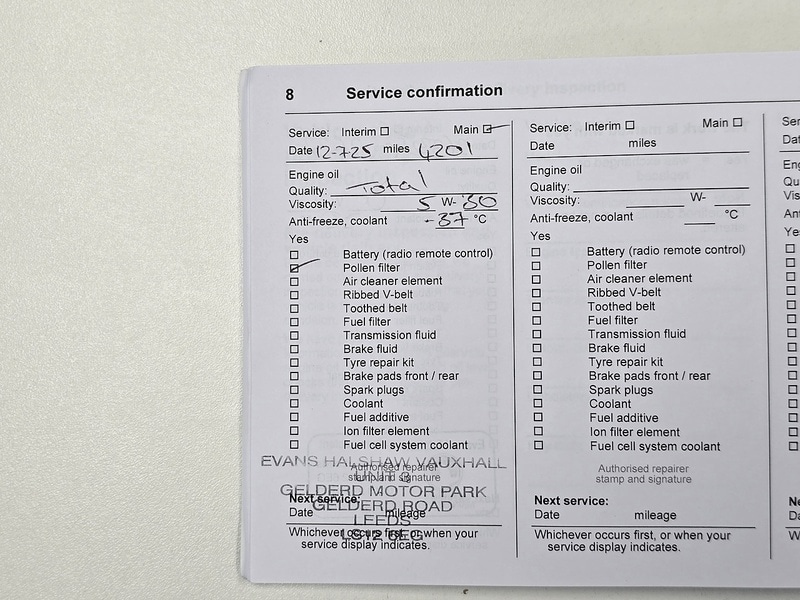 8 Service confirmation
Service: Interim ☐ Main ☑
Date 12-7-25 miles 4201
Engine oil
Quality: Total
Viscosity: 5 W- 30
Anti-freeze, coolant -37 °C
Yes
☐ Battery (radio remote control)
☑ Pollen filter
☐ Air cleaner element
☐ Ribbed V-belt
☐ Toothed belt
☐ Fuel filter
☐ Transmission fluid
☐ Brake fluid
☐ Tyre repair kit
☐ Brake pads front / rear
☐ Spark plugs
☐ Coolant
☐ Fuel additive
☐ Ion filter element
☐ Fuel cell system coolant
EVANS HALSHAW VAUXHALL
Authorised repairer
stamp and signature
GELDERD MOTOR PARK
Next service:
GELDERD ROAD
Date mileage
LEEDS
Whichever occurs first, or when your
service display indicates.
Service: Interim ☐ Main ☐
Date miles
Engine oil
Quality:
Viscosity: W-
Anti-freeze, coolant °C
Yes
☐ Battery (radio remote control)
☐ Pollen filter
☐ Air cleaner element
☐ Ribbed V-belt
☐ Toothed belt
☐ Fuel filter
☐ Transmission fluid
☐ Brake fluid
☐ Tyre repair kit
☐ Brake pads front / rear
☐ Spark plugs
☐ Coolant
☐ Fuel additive
☐ Ion filter element
☐ Fuel cell system coolant
Authorised repairer
stamp and signature
Next service:
Date mileage
Whichever occurs first, or when your
service display indicates.